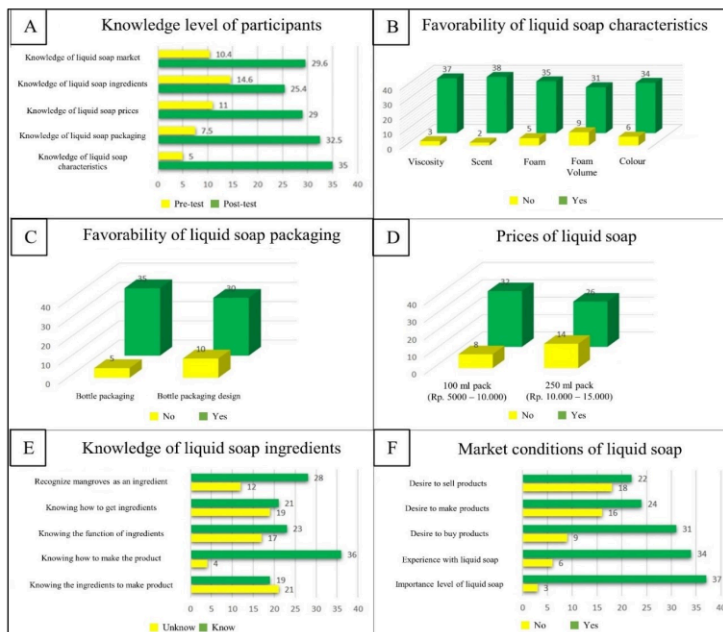 A
Knowledge level of participants
Knowledge of liquid soap market
10.4
29.6
Knowledge of liquid soap ingredients
14.6
25.4
Knowledge of liquid soap prices
11
29
Knowledge of liquid soap packaging
7.5
32.5
Knowledge of liquid soap
characteristics
5
35
0 5 10 15 20 25 30 35 40
Pre-test Post-test
B
Favorability of liquid soap characteristics
37 38 35 31 34
40
30
20
10
0
3 2 5 9 6
Viscosity Scent Foam Foam Volume Colour
No Yes
C
Favorability of liquid soap packaging
35 30
40
30
20
10
0
5 10
Bottle packaging Bottle packaging design
No Yes
D
Prices of liquid soap
32 26
40
30
20
10
0
8 14
100 ml pack 250 ml pack
(Rp. 5000 – 10.000) (Rp. 10.000 – 15.000)
No Yes
E
Knowledge of liquid soap ingredients
Recognize mangroves as an ingredient
28
12
Knowing how to get ingredients
21
19
Knowing the function of ingredients
23
17
Knowing how to make the product
36
4
Knowing the ingredients to make product
19
21
0 5 10 15 20 25 30 35 40
Unknow Know
F
Market conditions of liquid soap
Desire to sell products
22
18
Desire to make products
24
16
Desire to buy products
31
9
Experience with liquid soap
34
6
Importance level of liquid soap
37
3
0 5 10 15 20 25 30 35 40
No Yes